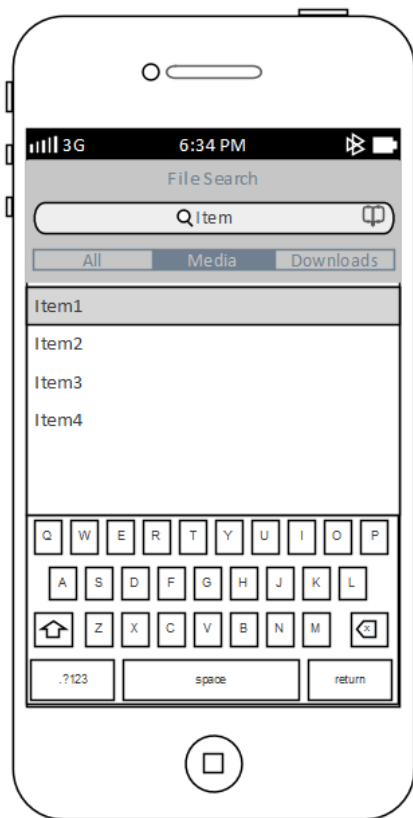 3G 6:34 PM
File Search
Item
All Media Downloads
Item1
Item2
Item3
Item4
Q W E R T Y U I O P
A S D F G H J K L
Z X C V B N M x
.?123 space return